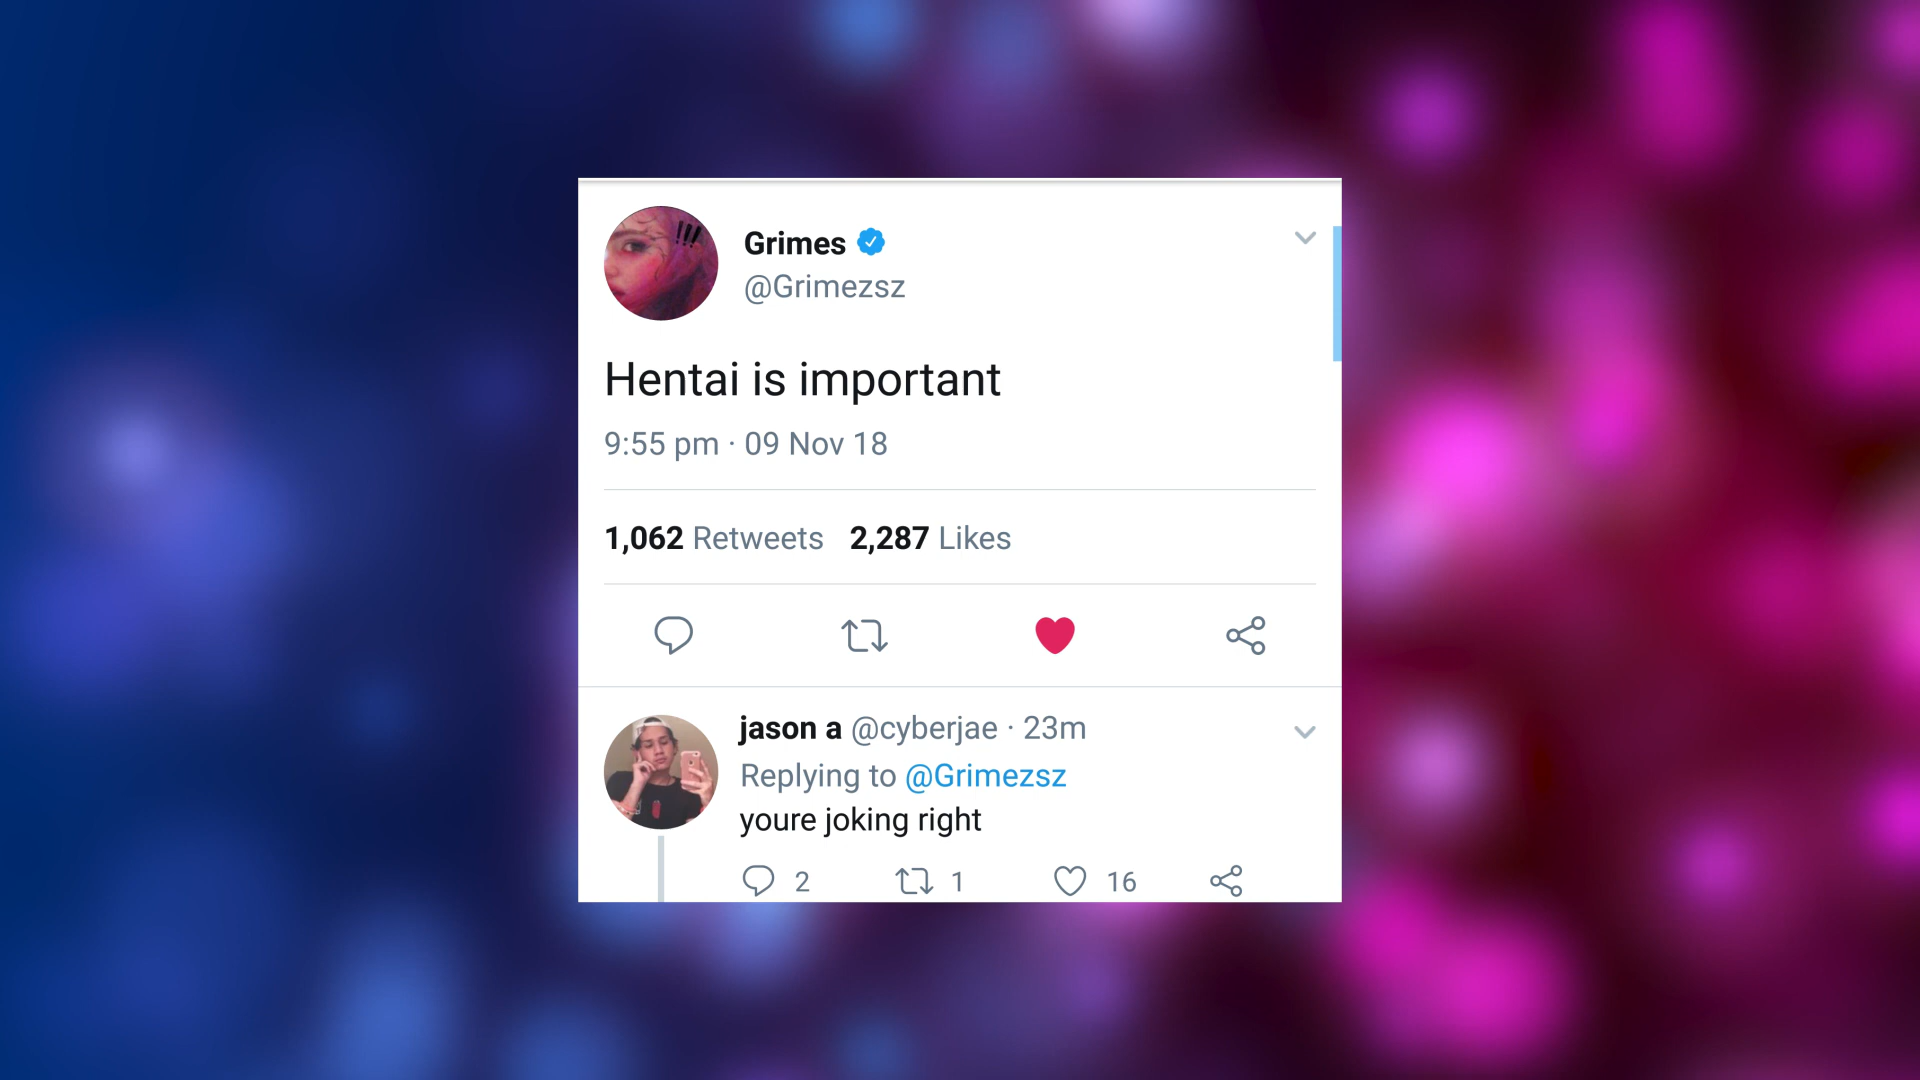 Grimes
@Grimezsz
Hentai is important
9:55 pm · 09 Nov 18
1,062 Retweets 2,287 Likes
jason a @cyberjae · 23m
Replying to @Grimezsz
youre joking right
2 1 16
!!!